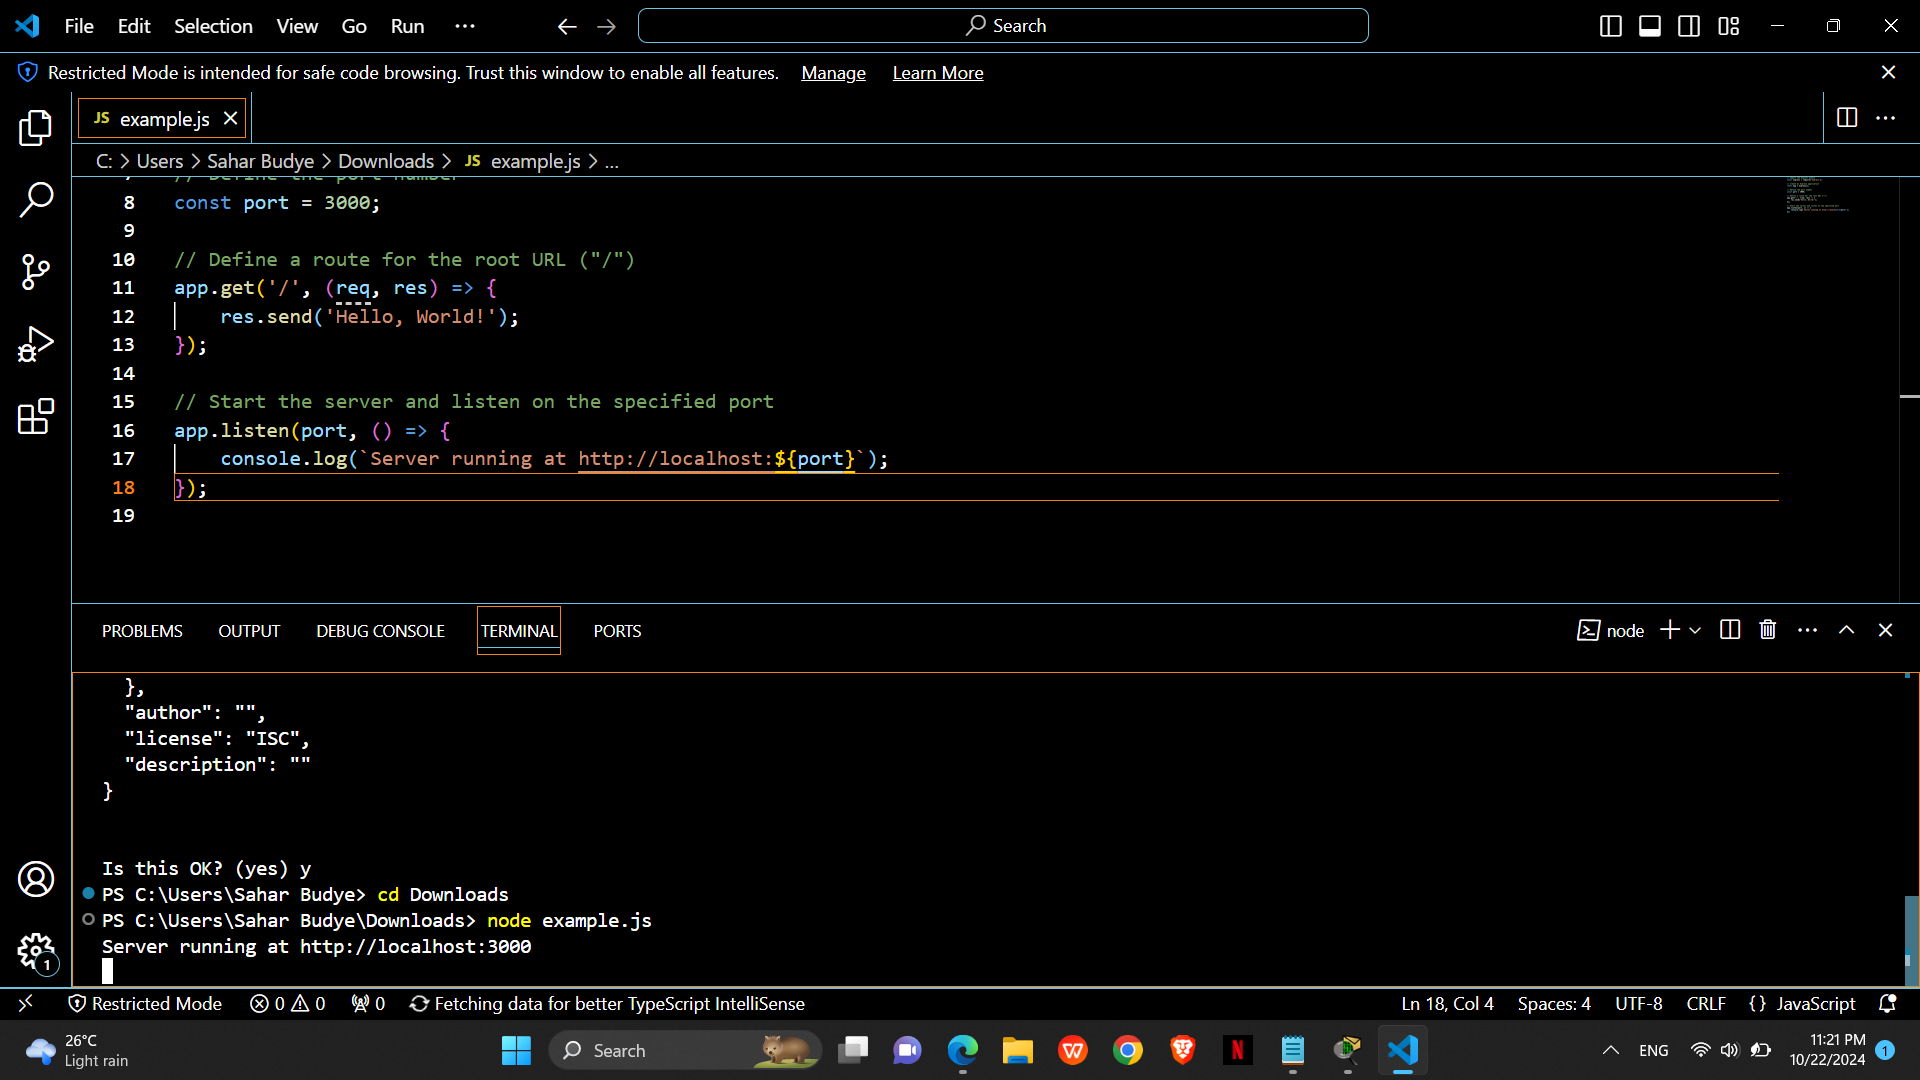 File Edit Selection View Go Run ··· Search
Restricted Mode is intended for safe code browsing. Trust this window to enable all features. Manage Learn More
JS example.js
C: > Users > Sahar Budye > Downloads > JS example.js > ...
7 // Define the port number
8 const port = 3000;
9
10 // Define a route for the root URL ("/")
11 app.get('/', (req, res) => {
12 res.send('Hello, World!');
13 });
14
15 // Start the server and listen on the specified port
16 app.listen(port, () => {
17 console.log(`Server running at http://localhost:${port}`);
18 });
19
PROBLEMS OUTPUT DEBUG CONSOLE TERMINAL PORTS node
},
"author": "",
"license": "ISC",
"description": ""
}
Is this OK? (yes) y
PS C:\Users\Sahar Budye> cd Downloads
PS C:\Users\Sahar Budye\Downloads> node example.js
Server running at http://localhost:3000
1
Restricted Mode 0 0 0 Fetching data for better TypeScript IntelliSense Ln 18, Col 4 Spaces: 4 UTF-8 CRLF {} JavaScript
26°C
Light rain
Search
W
N
ENG
11:21 PM
10/22/2024
1